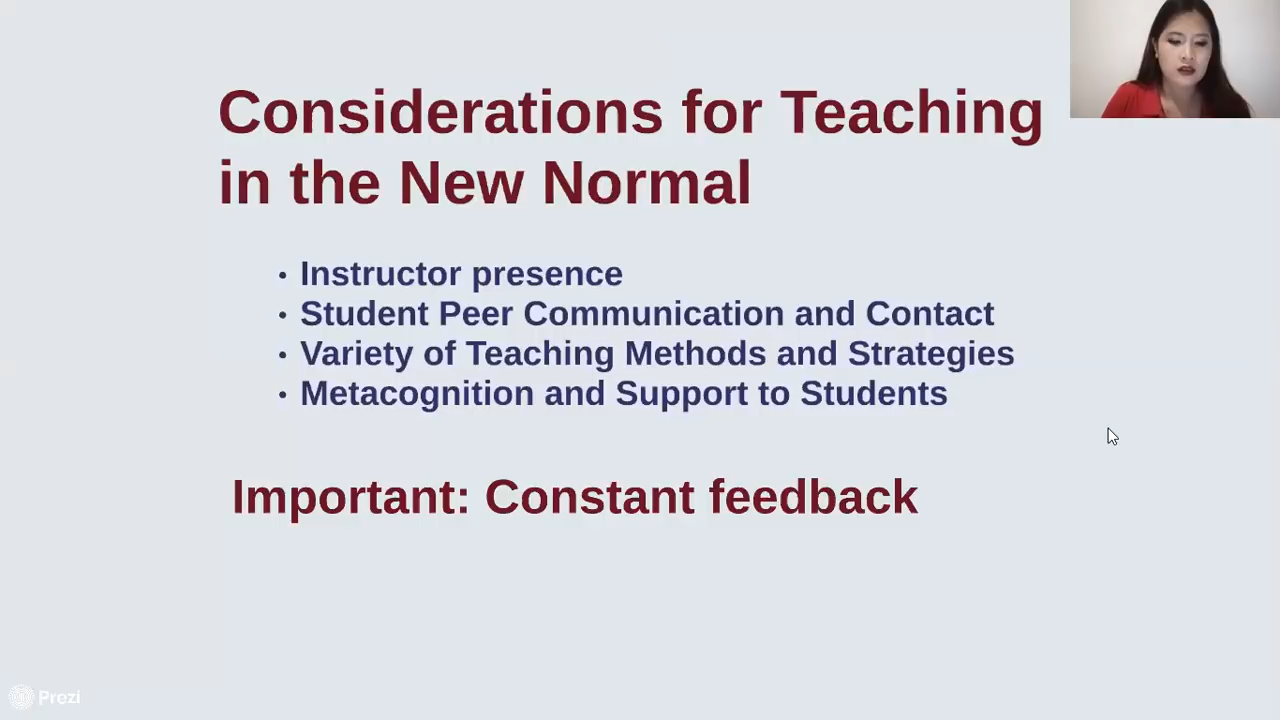 Considerations for Teaching
in the New Normal
• Instructor presence
• Student Peer Communication and Contact
• Variety of Teaching Methods and Strategies
• Metacognition and Support to Students
Important: Constant feedback
Prezi